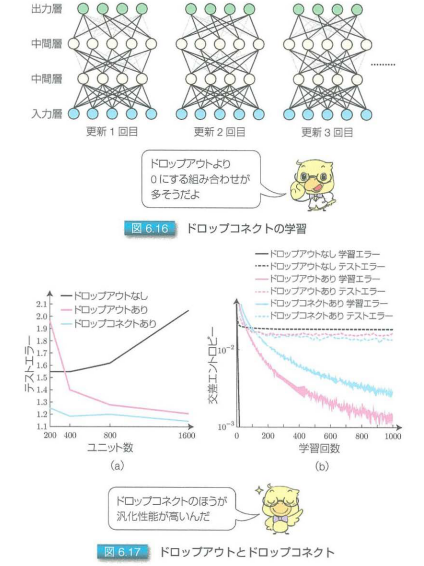 出力層
中間層
中間層
入力層
更新1回目
更新2回目
更新3回目
ドロップアウトより
0にする組み合わせが
多そうだよ
図 6.16 ドロップコネクトの学習
ドロップアウトなし
ドロップアウトあり
ドロップコネクトあり
テストエラー
2.1
2.0
1.9
1.8
1.7
1.6
1.5
1.4
1.3
1.2
1.1
200 400 800 1600
ユニット数
(a)
ドロップアウトなし 学習エラー
ドロップアウトなし テストエラー
ドロップアウトあり 学習エラー
ドロップアウトあり テストエラー
ドロップコネクトあり 学習エラー
ドロップコネクトあり テストエラー
交差エントロピー
10⁻²
10⁻³
0 200 400 600 800 1000
学習回数
(b)
ドロップコネクトのほうが
汎化性能が高いんだ
図 6.17 ドロップアウトとドロップコネクト